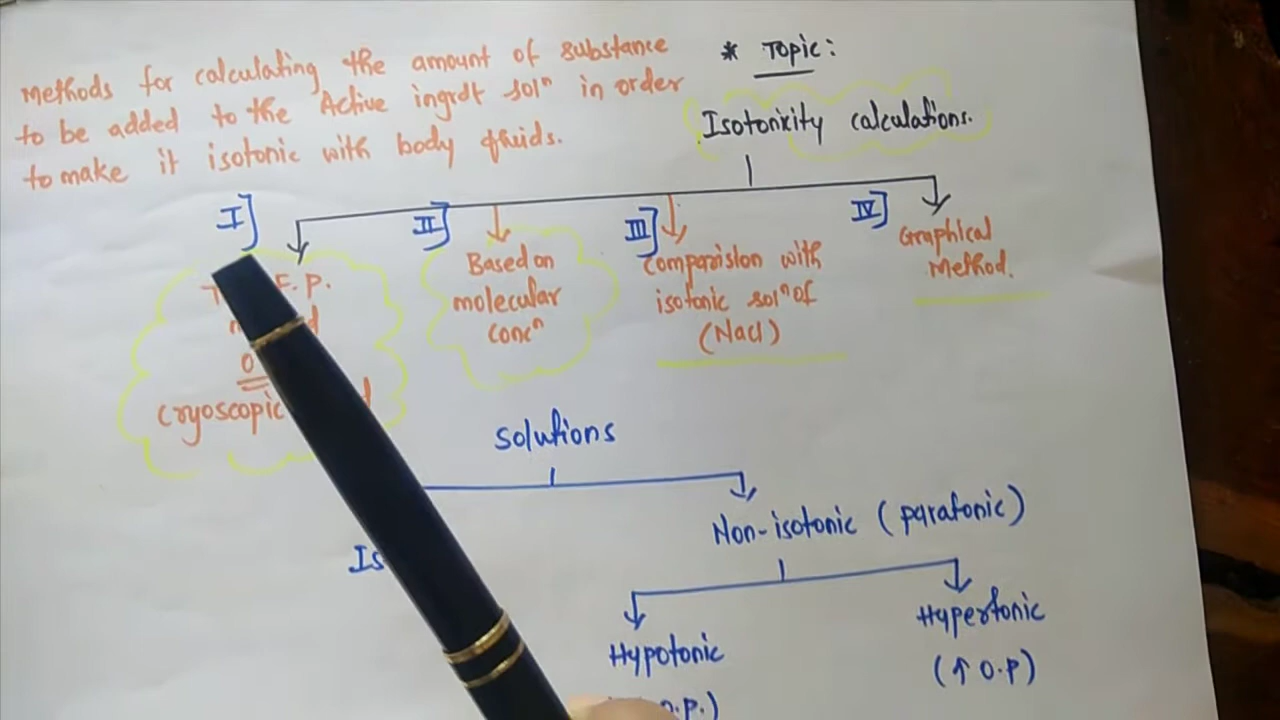 Methods for calculating the amount of substance
to be added to the Active ingrdt solⁿ in order
to make it isotonic with body fluids.
* Topic:
Isotonixity calculations.
I]
F.P.
cryoscopic
II]
Based on
molecular
concⁿ
III]
comparision with
isotonic solⁿ of
(Nacl)
IV]
Graphical
Method.
solutions
Is
Non-isotonic (paratonic)
Hypotonic
O.P.)
Hypertonic
(↑ O.P)